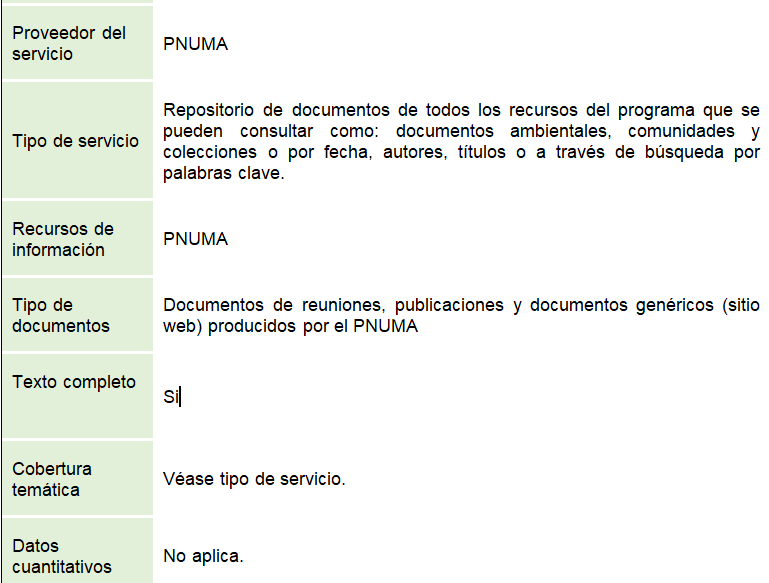 Proveedor del
servicio
PNUMA
Tipo de servicio
Repositorio de documentos de todos los recursos del programa que se
pueden consultar como: documentos ambientales, comunidades y
colecciones o por fecha, autores, títulos o a través de búsqueda por
palabras clave.
Recursos de
información
PNUMA
Tipo de
documentos
Documentos de reuniones, publicaciones y documentos genéricos (sitio
web) producidos por el PNUMA
Texto completo
Si
Cobertura
temática
Véase tipo de servicio.
Datos
cuantitativos
No aplica.